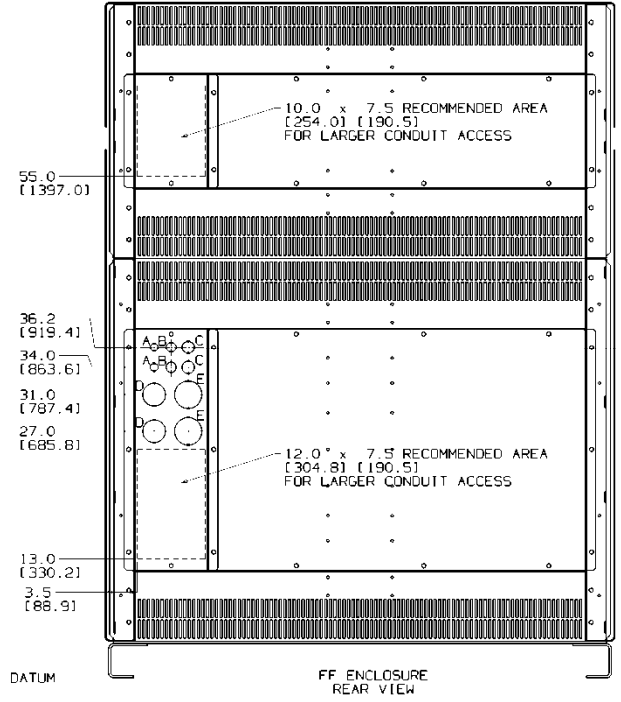 10.0 x 7.5 RECOMMENDED AREA
[254.0] [190.5]
FOR LARGER CONDUIT ACCESS
55.0
[1397.0]
36.2
[919.4]
A B C
34.0
[863.6]
A B C
31.0
[787.4]
D E
27.0
[685.8]
D E
12.0 x 7.5 RECOMMENDED AREA
[304.8] [190.5]
FOR LARGER CONDUIT ACCESS
13.0
[330.2]
3.5
[88.9]
DATUM
FF ENCLOSURE
REAR VIEW